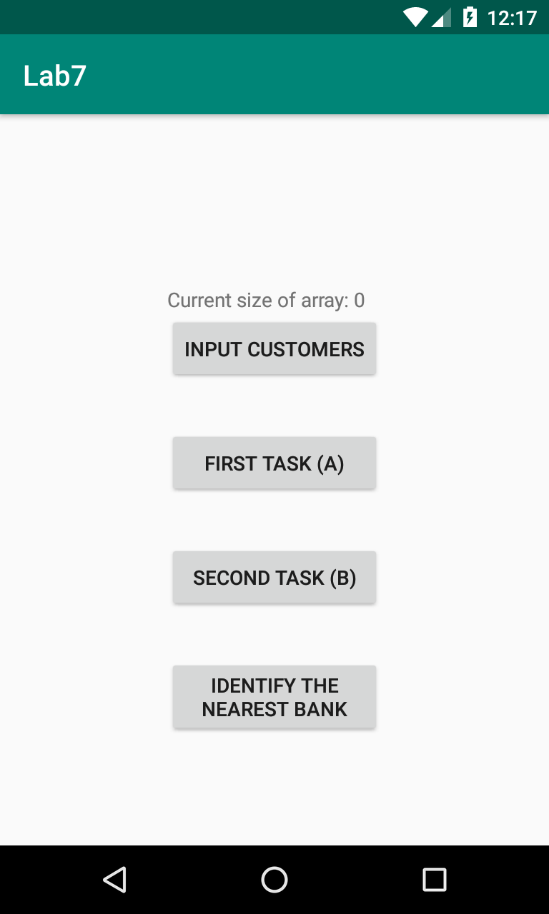 12:17
Lab7
Current size of array: 0
INPUT CUSTOMERS
FIRST TASK (A)
SECOND TASK (B)
IDENTIFY THE
NEAREST BANK